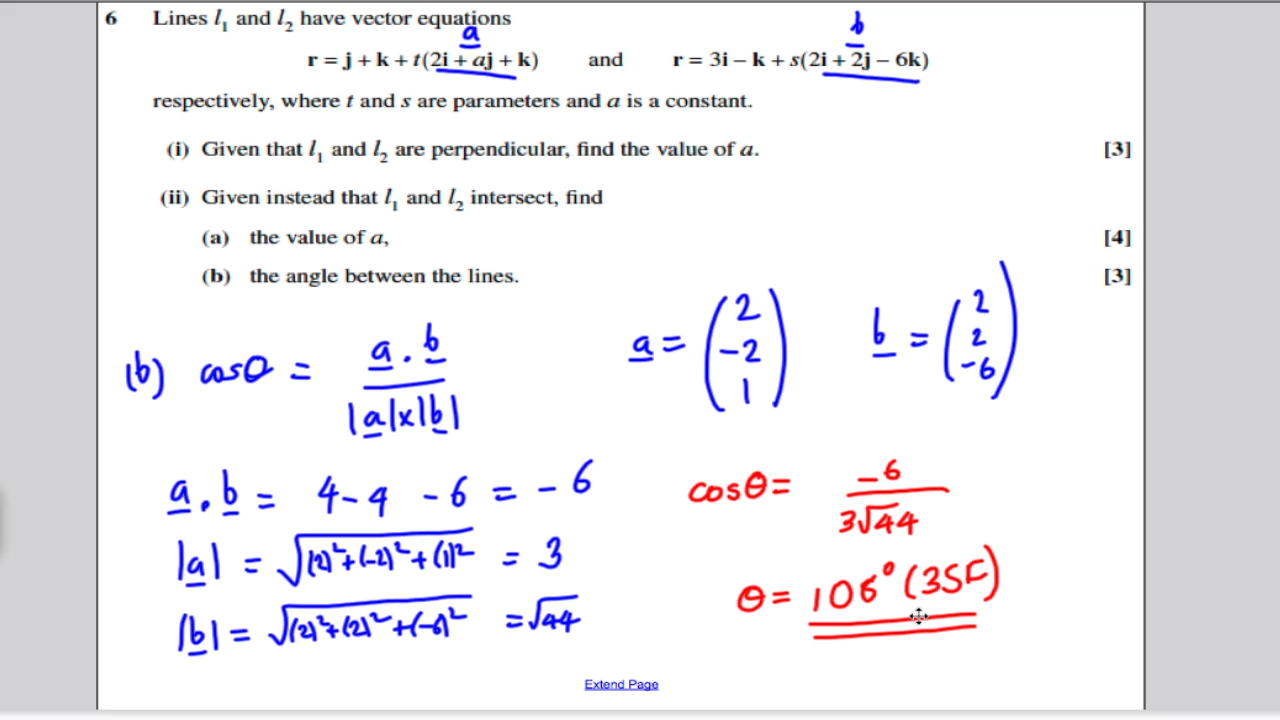 6 Lines l₁ and l₂ have vector equations
a b
r = j + k + t(2i + aj + k) and r = 3i − k + s(2i + 2j − 6k)
respectively, where t and s are parameters and a is a constant.
(i) Given that l₁ and l₂ are perpendicular, find the value of a. [3]
(ii) Given instead that l₁ and l₂ intersect, find
(a) the value of a, [4]
(b) the angle between the lines. [3]
(b) cosθ = a . b / |a|x|b| a = (2 -2 1) b = (2 2 -6)
a . b = 4 - 4 - 6 = - 6
cosθ = -6 / 3√44
|a| = √(2)²+(-2)²+(1)² = 3
θ = 106° (3SF)
|b| = √(2)²+(2)²+(-6)² = √44
Extend Page